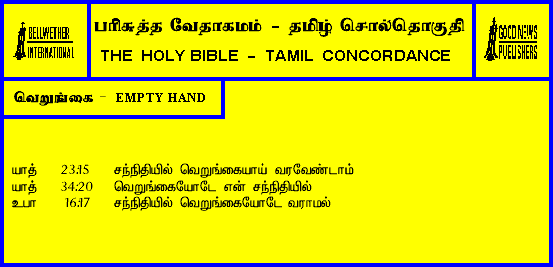 BELLWETHER
INTERNATIONAL
பரிசுத்த வேதாகமம் - தமிழ் சொல்தொகுதி
THE HOLY BIBLE - TAMIL CONCORDANCE
GOOD NEWS
PUBLISHERS
வெறுங்கை - EMPTY HAND
யாத் 23:15 சந்நிதியில் வெறுங்கையாய் வரவேண்டாம்
யாத் 34:20 வெறுங்கையோடே என் சந்நிதியில்
உபா 16:17 சந்நிதியில் வெறுங்கையோடே வராமல்